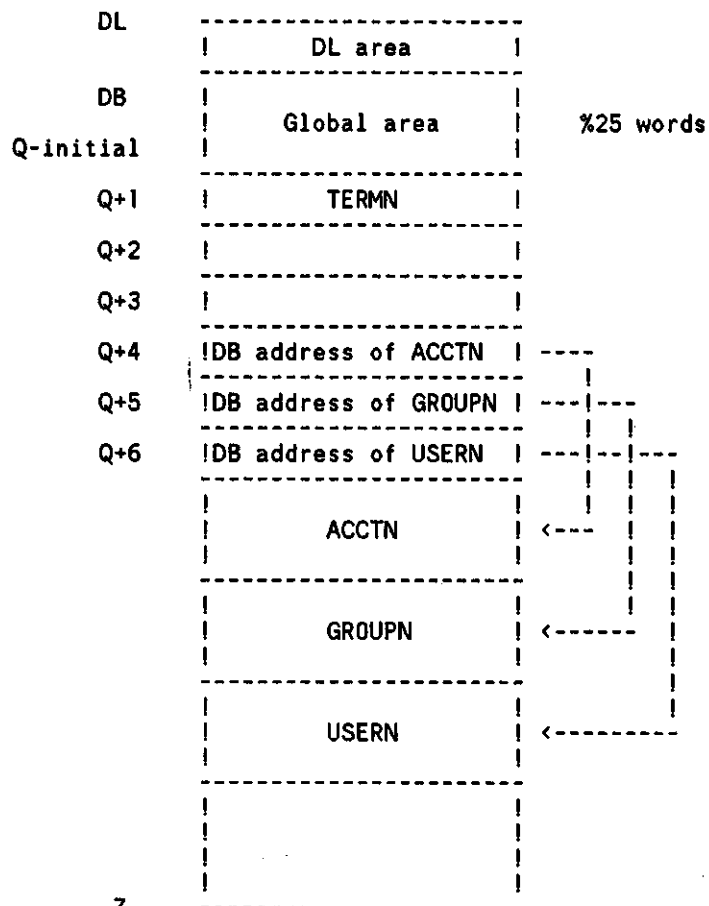 DL
DL area
DB
Global area %25 words
Q-initial
Q+1 TERMN
Q+2
Q+3
Q+4 DB address of ACCTN
Q+5 DB address of GROUPN
Q+6 DB address of USERN
ACCTN
GROUPN
USERN
Z